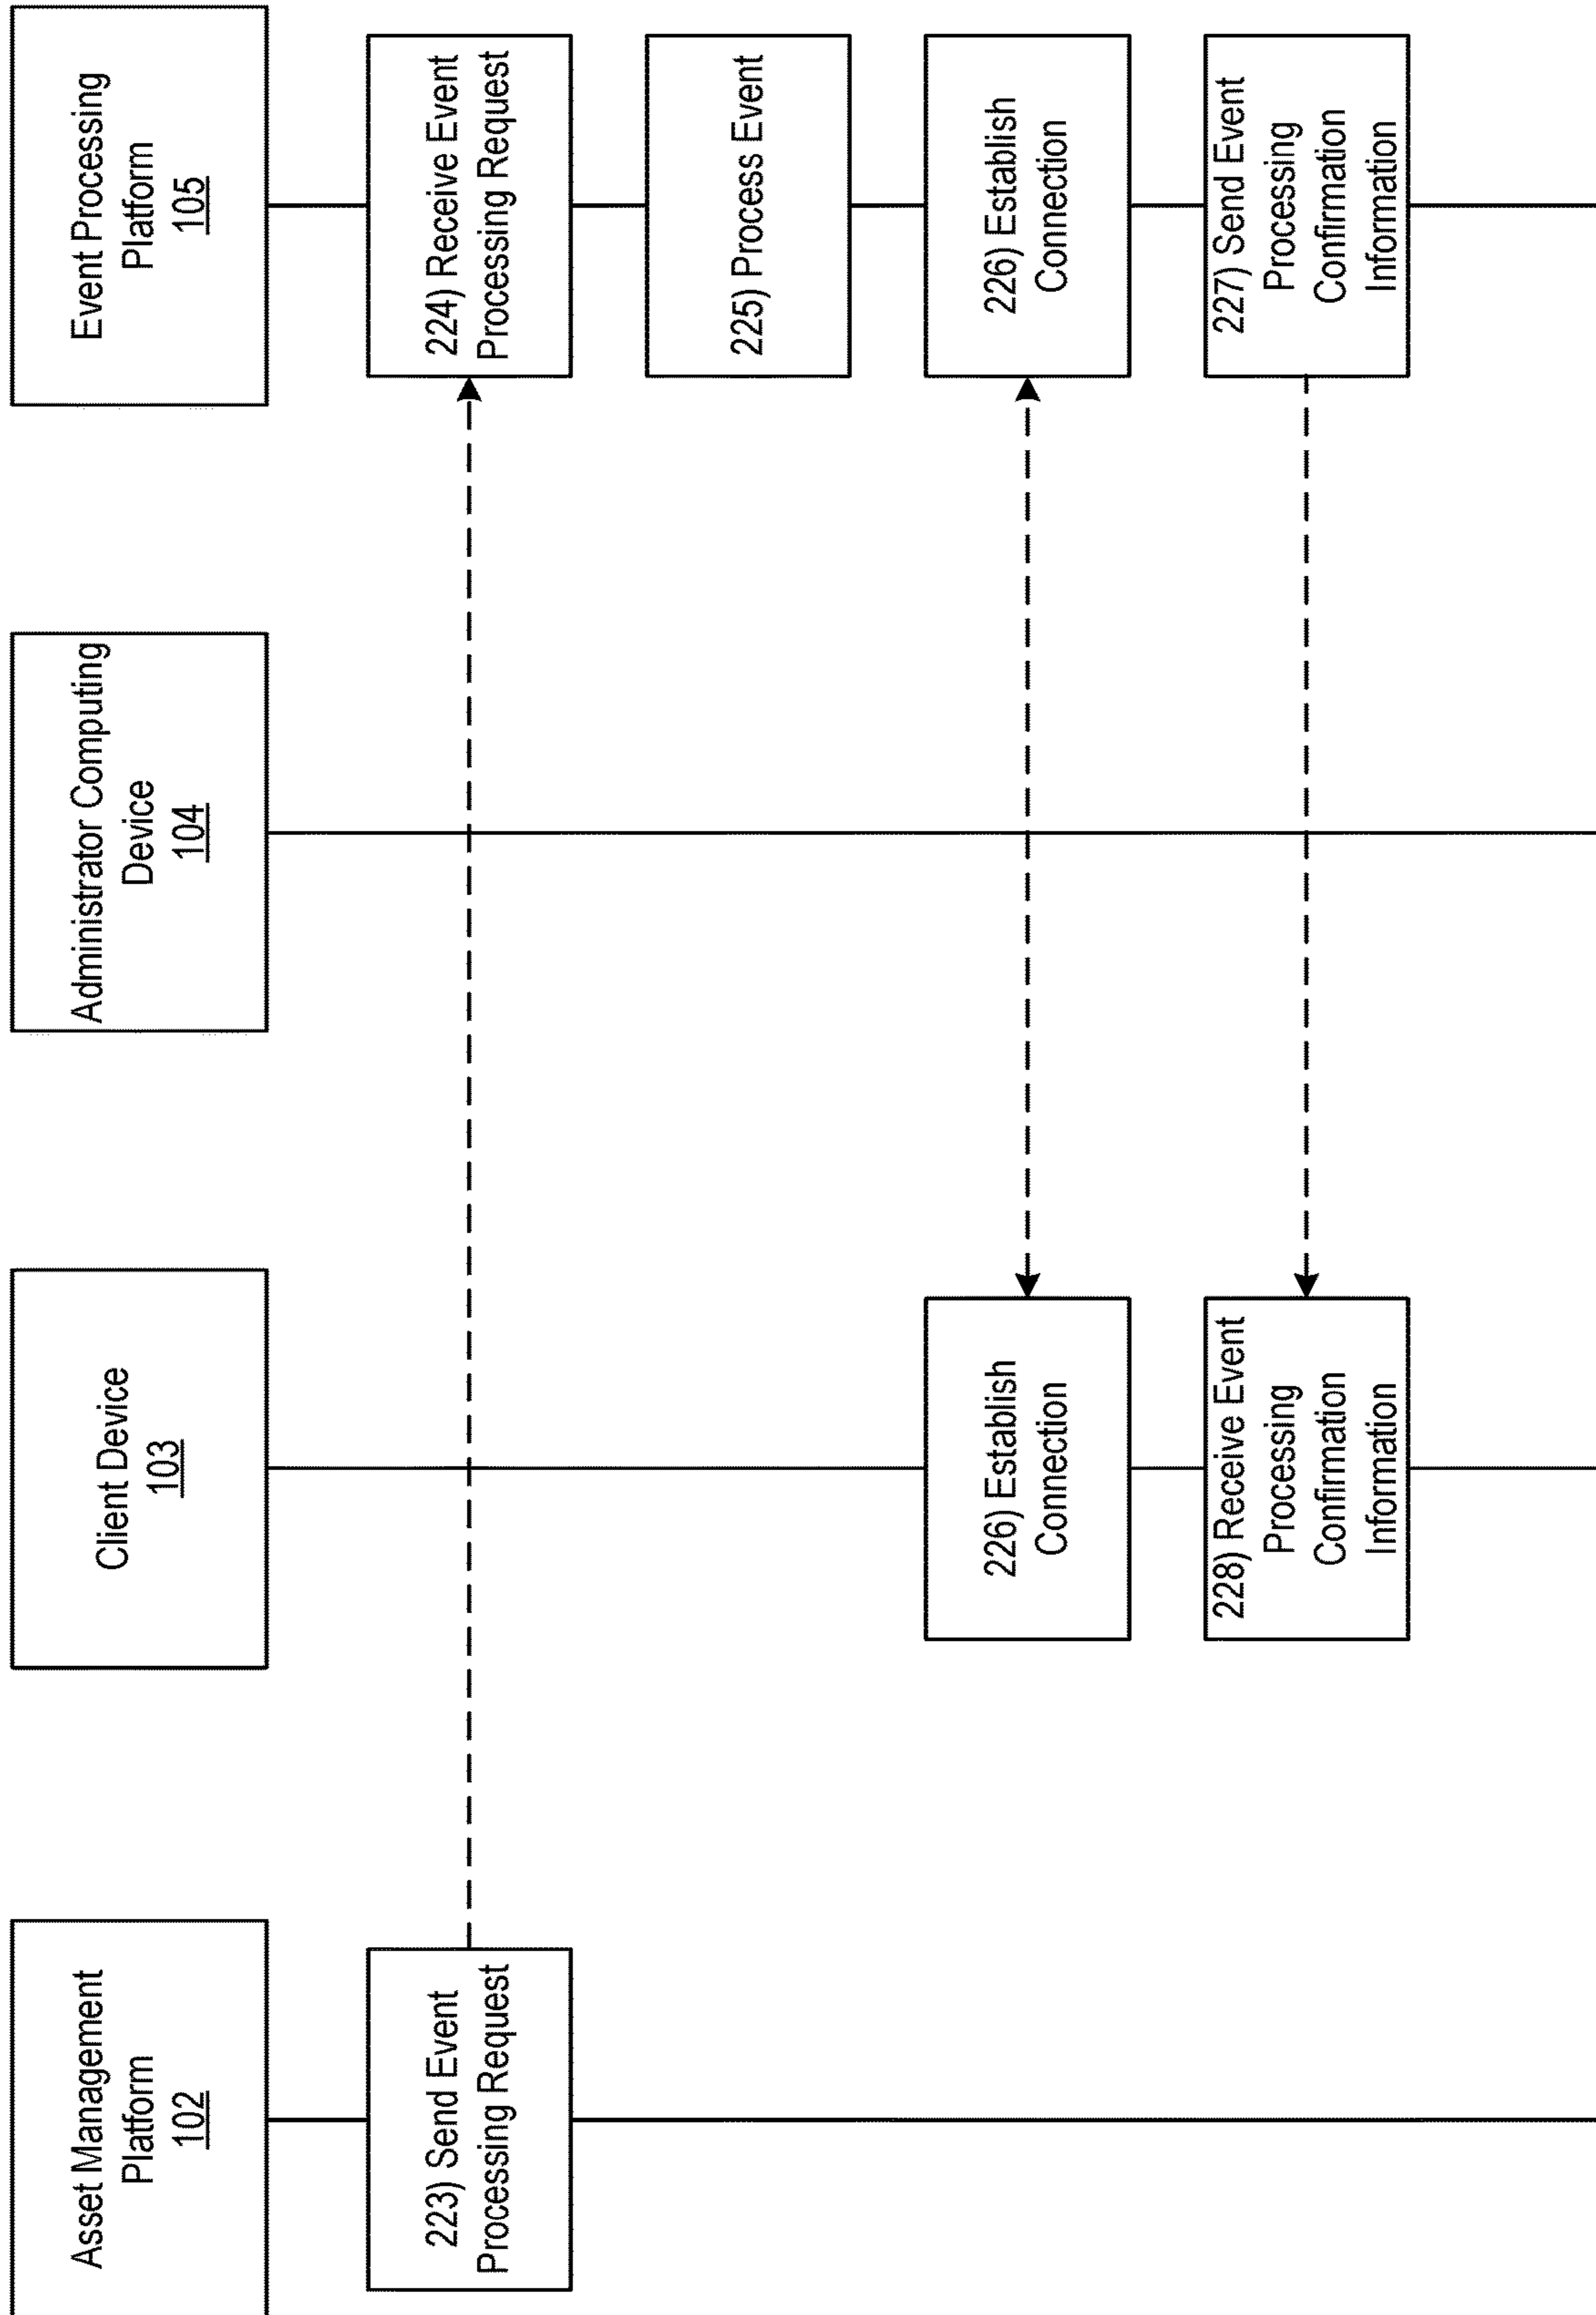 Asset Management
Platform
102
Client Device
103
Administrator Computing
Device
104
Event Processing
Platform
105
223) Send Event
Processing Request
224) Receive Event
Processing Request
225) Process Event
226) Establish
Connection
226) Establish
Connection
228) Receive Event
Processing
Confirmation
Information
227) Send Event
Processing
Confirmation
Information